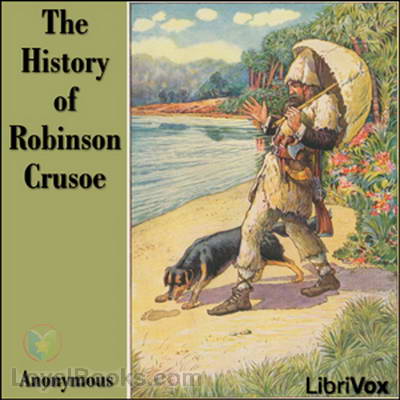 The
History
of
Robinson
Crusoe
Anonymous
LoyalBooks.com
LibriVox